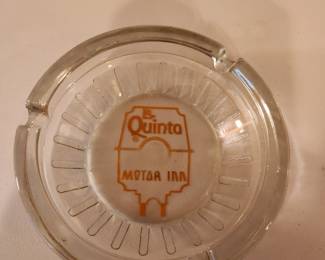 La
Quinta
®
MOTOR INN